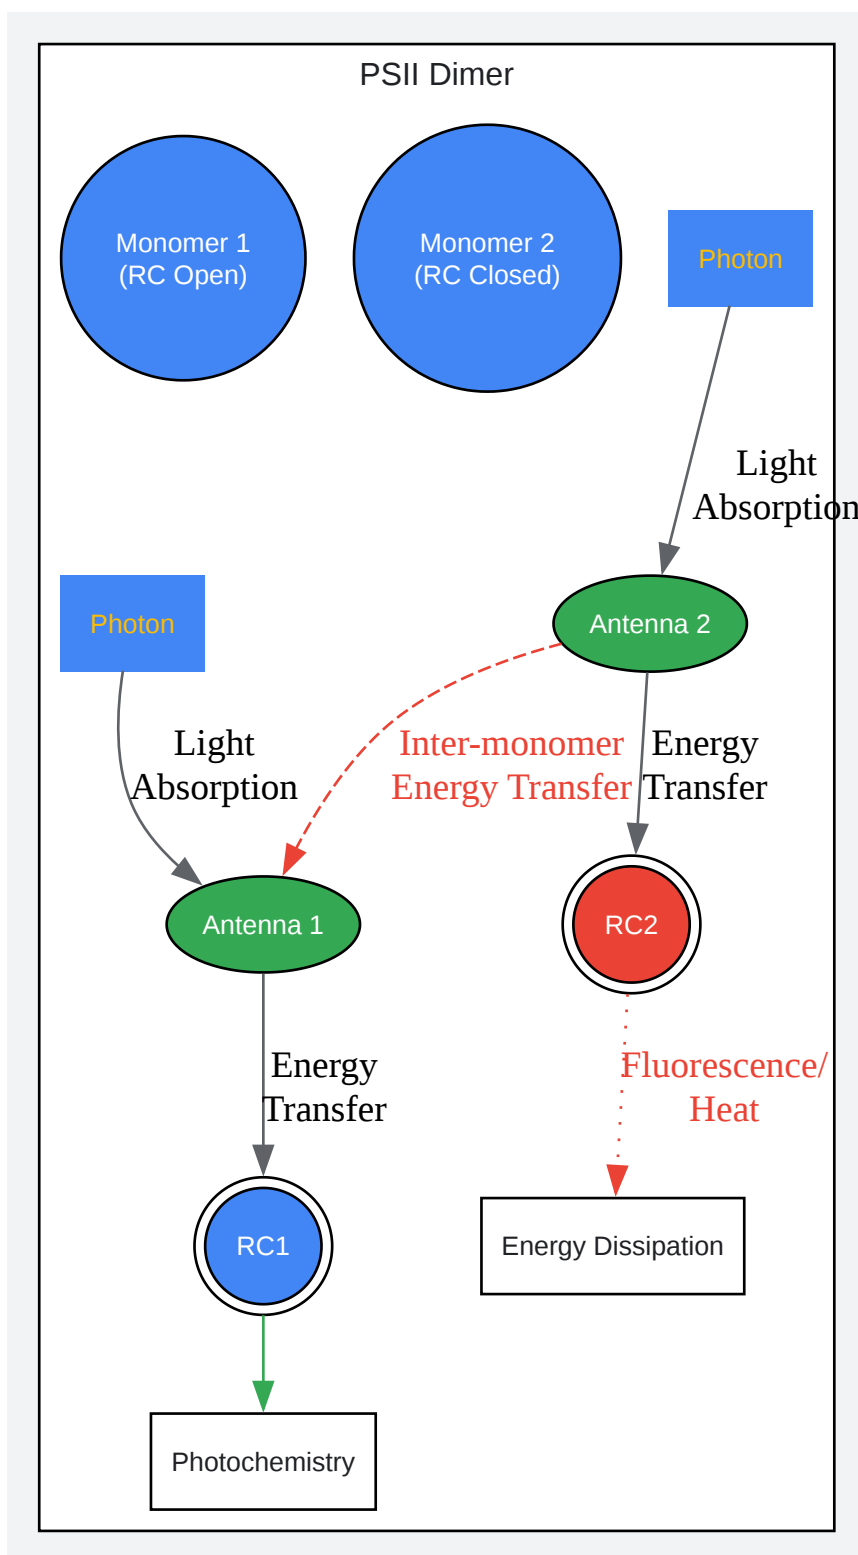 PSII Dimer
Monomer 1
(RC Open)
Monomer 2
(RC Closed)
Photon
Light
Absorption
Photon
Antenna 2
Light
Absorption
Inter-monomer
Energy Transfer
Energy
Transfer
Antenna 1
RC2
Energy
Transfer
Fluorescence/
Heat
RC1
Energy Dissipation
Photochemistry